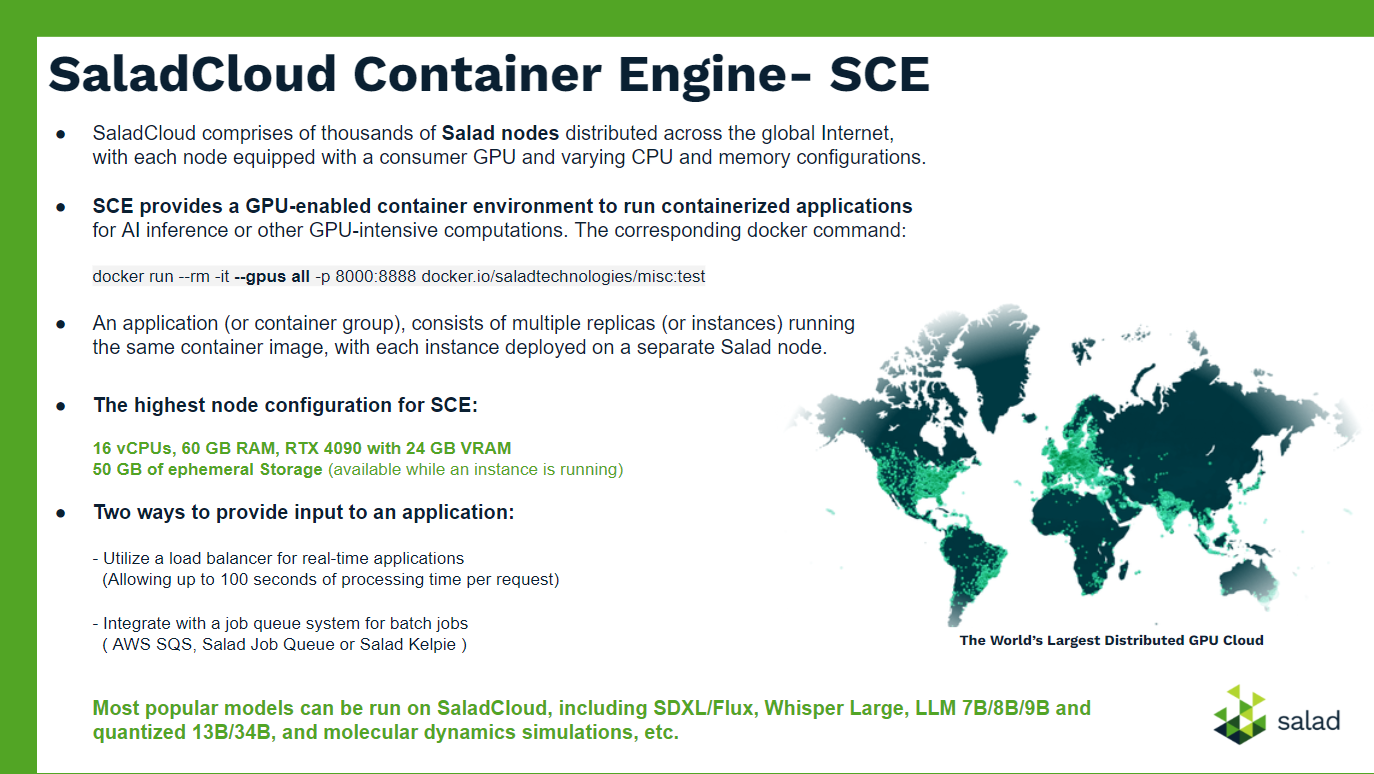 SaladCloud Container Engine- SCE
● SaladCloud comprises of thousands of Salad nodes distributed across the global Internet,
with each node equipped with a consumer GPU and varying CPU and memory configurations.
● SCE provides a GPU-enabled container environment to run containerized applications
for AI inference or other GPU-intensive computations. The corresponding docker command:
docker run --rm -it --gpus all -p 8000:8888 docker.io/saladtechnologies/misc:test
● An application (or container group), consists of multiple replicas (or instances) running
the same container image, with each instance deployed on a separate Salad node.
● The highest node configuration for SCE:
16 vCPUs, 60 GB RAM, RTX 4090 with 24 GB VRAM
50 GB of ephemeral Storage (available while an instance is running)
● Two ways to provide input to an application:
- Utilize a load balancer for real-time applications
(Allowing up to 100 seconds of processing time per request)
- Integrate with a job queue system for batch jobs
( AWS SQS, Salad Job Queue or Salad Kelpie )
The World's Largest Distributed GPU Cloud
Most popular models can be run on SaladCloud, including SDXL/Flux, Whisper Large, LLM 7B/8B/9B and
quantized 13B/34B, and molecular dynamics simulations, etc.
salad